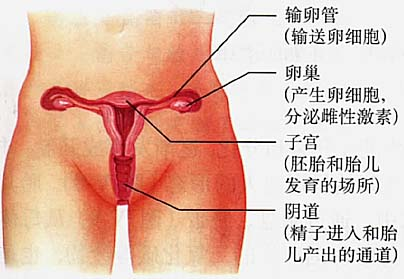 输卵管
(输送卵细胞)
卵巢
(产生卵细胞,
分泌雌性激素)
子宫
(胚胎和胎儿
发育的场所)
阴道
(精子进入和胎
儿产出的通道)